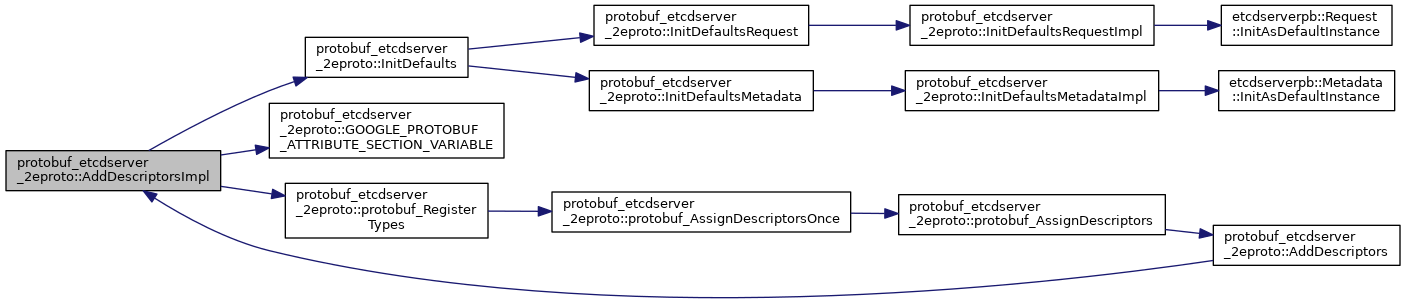 protobuf_etcdserver
_2eproto::AddDescriptorsImpl
protobuf_etcdserver
_2eproto::InitDefaults
protobuf_etcdserver
_2eproto::InitDefaultsRequest
protobuf_etcdserver
_2eproto::InitDefaultsRequestImpl
etcdserverpb::Request
::InitAsDefaultInstance
protobuf_etcdserver
_2eproto::InitDefaultsMetadata
protobuf_etcdserver
_2eproto::InitDefaultsMetadataImpl
etcdserverpb::Metadata
::InitAsDefaultInstance
protobuf_etcdserver
_2eproto::GOOGLE_PROTOBUF
_ATTRIBUTE_SECTION_VARIABLE
protobuf_etcdserver
_2eproto::protobuf_Register
Types
protobuf_etcdserver
_2eproto::protobuf_AssignDescriptorsOnce
protobuf_etcdserver
_2eproto::protobuf_AssignDescriptors
protobuf_etcdserver
_2eproto::AddDescriptors